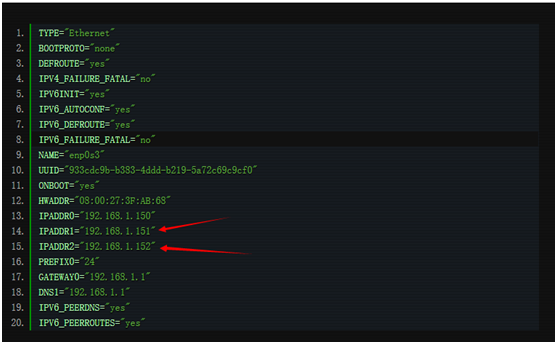 1. TYPE="Ethernet"
2. BOOTPROTO="none"
3. DEFROUTE="yes"
4. IPV4_FAILURE_FATAL="no"
5. IPV6INIT="yes"
6. IPV6_AUTOCONF="yes"
7. IPV6_DEFROUTE="yes"
8. IPV6_FAILURE_FATAL="no"
9. NAME="enp0s3"
10. UUID="933cdc9b-b383-4ddd-b219-5a72c69c9cf0"
11. ONBOOT="yes"
12. HWADDR="08:00:27:3F:AB:68"
13. IPADDR0="192.168.1.150"
14. IPADDR1="192.168.1.151"
15. IPADDR2="192.168.1.152"
16. PREFIX0="24"
17. GATEWAY0="192.168.1.1"
18. DNS1="192.168.1.1"
19. IPV6_PEERDNS="yes"
20. IPV6_PEERROUTES="yes"